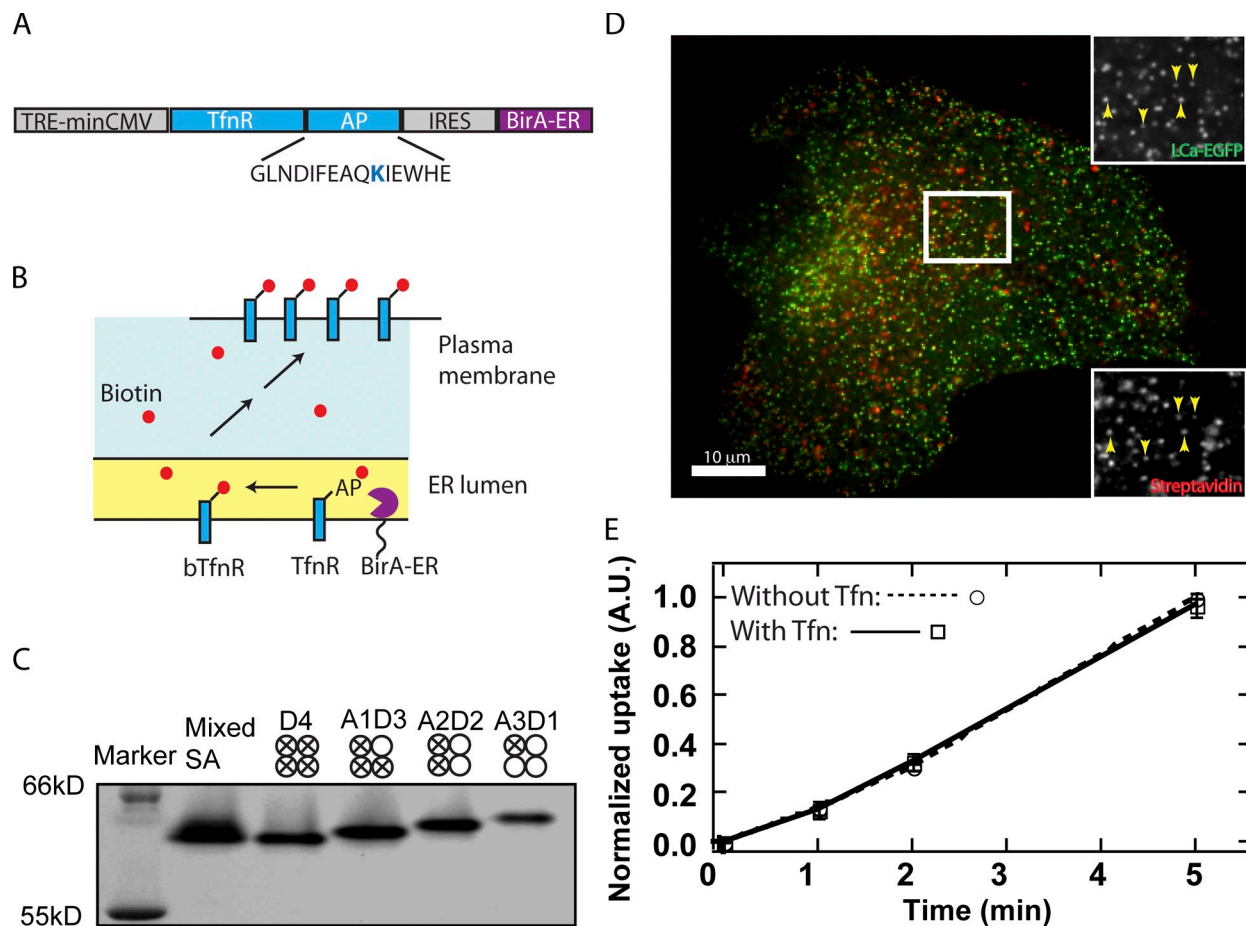 A
TRE-minCMV TfnR AP IRES BirA-ER
GLNDIFEAQKIEWHE
B
Biotin
Plasma
membrane
AP
ER lumen
bTfnR TfnR BirA-ER
C
Marker
Mixed
SA
D4 A1D3 A2D2 A3D1
66kD
55kD
D
LCa-EGFP
10 μm
Streptavidin
E
Normalized uptake (A.U.)
1.0
0.8
0.6
0.4
0.2
0.0
Without Tfn:
With Tfn:
0 1 2 3 4 5
Time (min)